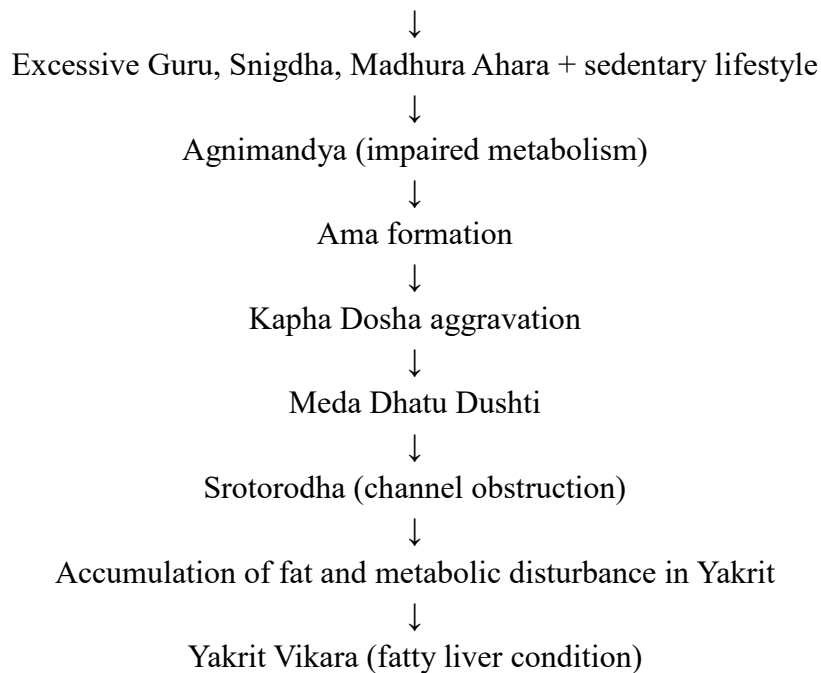 ↓
Excessive Guru, Snigdha, Madhura Ahara + sedentary lifestyle
↓
Agnimandya (impaired metabolism)
↓
Ama formation
↓
Kapha Dosha aggravation
↓
Meda Dhatu Dushti
↓
Srotorodha (channel obstruction)
↓
Accumulation of fat and metabolic disturbance in Yakrit
↓
Yakrit Vikara (fatty liver condition)